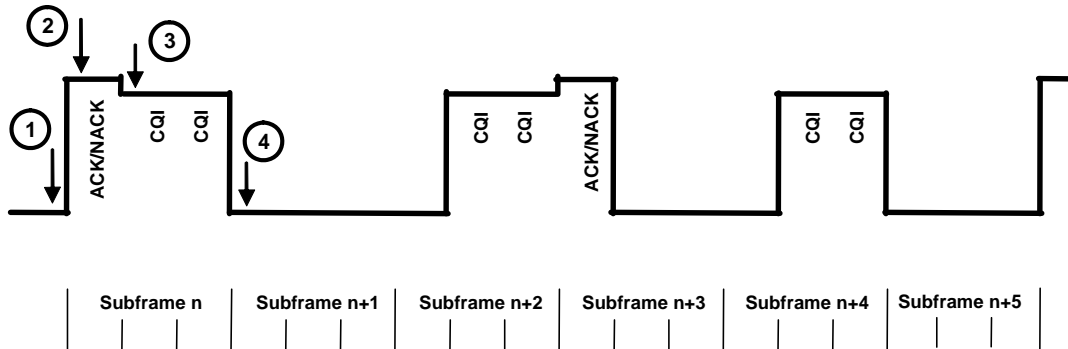 2
3
1
4
ACK/NACK
CQI
CQI
CQI
CQI
ACK/NACK
CQI
CQI
Subframe n
Subframe n+1
Subframe n+2
Subframe n+3
Subframe n+4
Subframe n+5